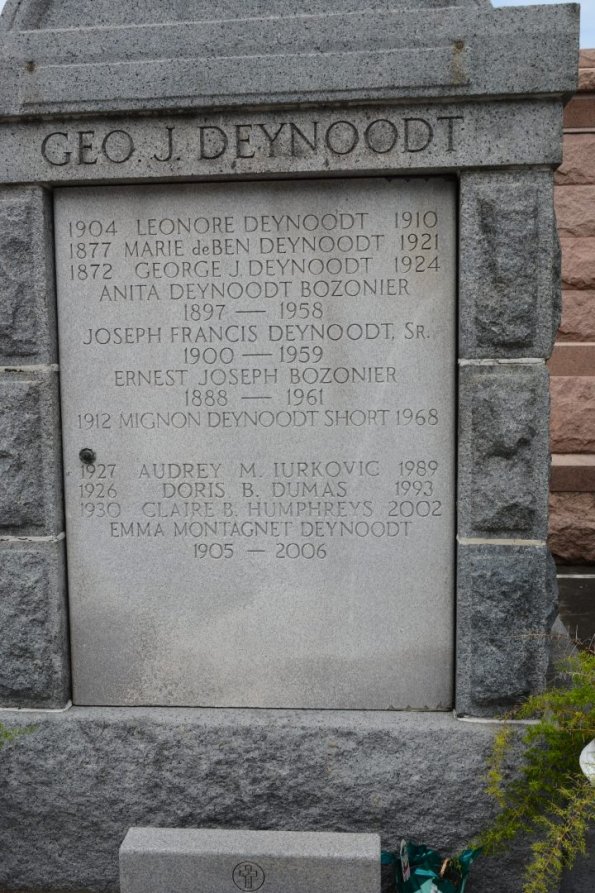 GEO. J. DEYNOODT
1904 LEONORE DEYNOODT 1910
1877 MARIE deBEN DEYNOODT 1921
1872 GEORGE J. DEYNOODT 1924
ANITA DEYNOODT BOZONIER
1897 — 1958
JOSEPH FRANCIS DEYNOODT, SR.
1900 — 1959
ERNEST JOSEPH BOZONIER
1888 — 1961
1912 MIGNON DEYNOODT SHORT 1968
1927 AUDREY M. IURKOVIC 1989
1926 DORIS B. DUMAS 1993
1930 CLAIRE B. HUMPHREYS 2002
EMMA MONTAGNET DEYNOODT
1905 — 2006